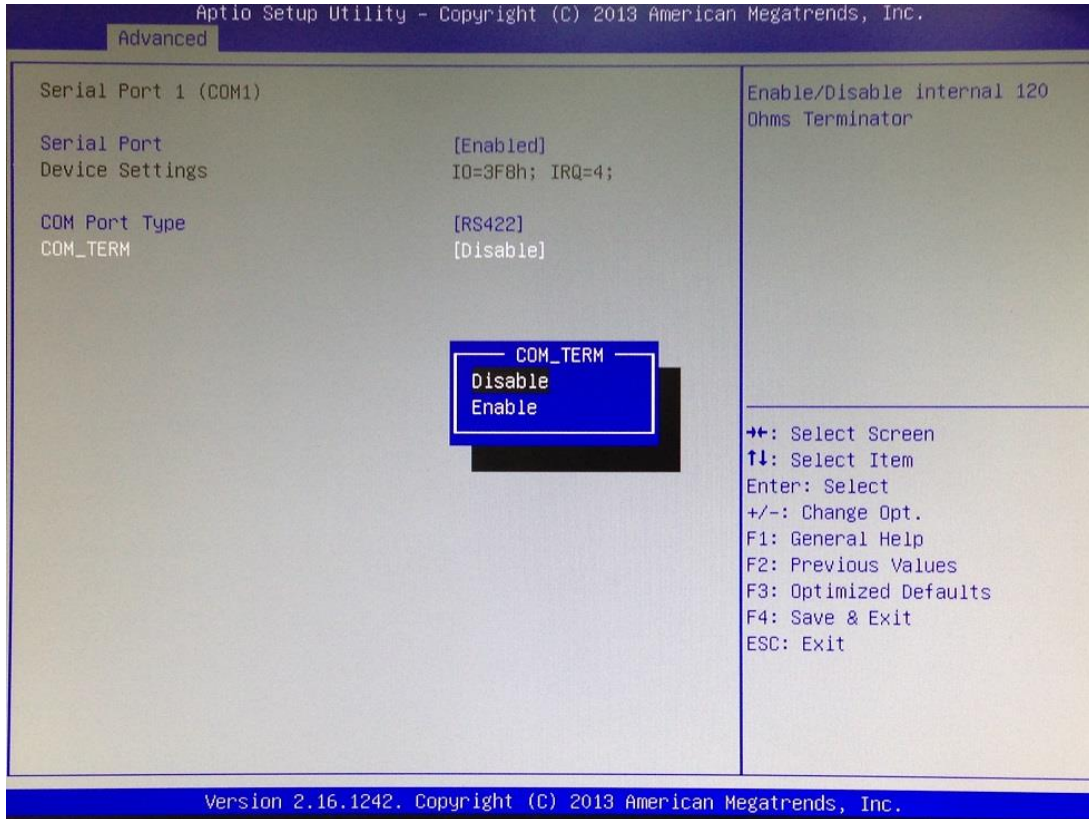 Aptio Setup Utility – Copyright (C) 2013 American Megatrends, Inc.
Advanced
Serial Port 1 (COM1)
Serial Port [Enabled]
Device Settings IO=3F8h; IRQ=4;
COM Port Type [RS422]
COM_TERM [Disable]
COM_TERM
Disable
Enable
Enable/Disable internal 120
Ohms Terminator
→←: Select Screen
↑↓: Select Item
Enter: Select
+/-: Change Opt.
F1: General Help
F2: Previous Values
F3: Optimized Defaults
F4: Save & Exit
ESC: Exit
Version 2.16.1242. Copyright (C) 2013 American Megatrends, Inc.